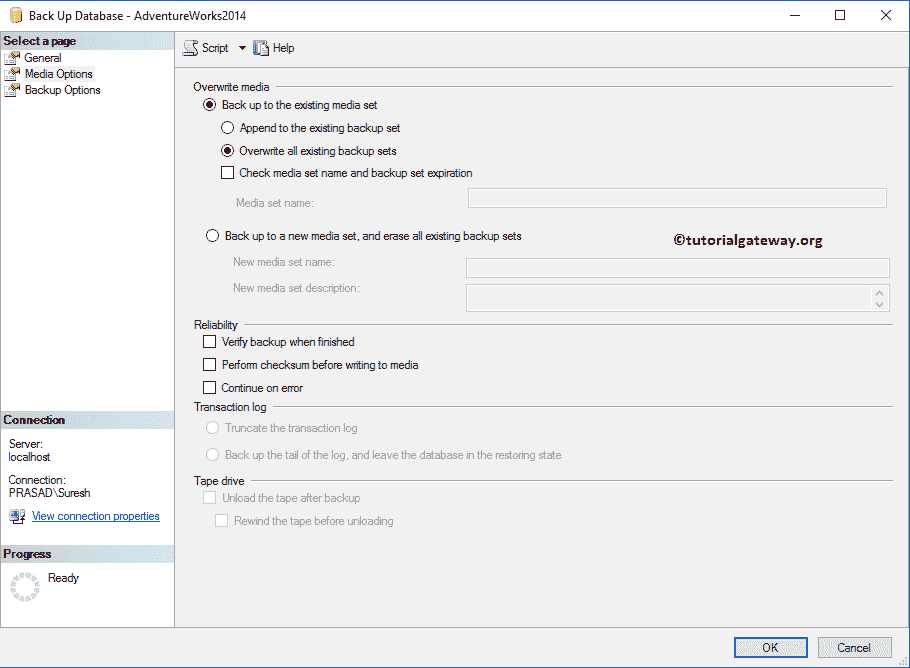 Back Up Database - AdventureWorks2014
Select a page
General
Media Options
Backup Options
Script Help
Overwrite media
Back up to the existing media set
Append to the existing backup set
Overwrite all existing backup sets
Check media set name and backup set expiration
Media set name:
Back up to a new media set, and erase all existing backup sets
©tutorialgateway.org
New media set name:
New media set description:
Reliability
Verify backup when finished
Perform checksum before writing to media
Continue on error
Transaction log
Truncate the transaction log
Back up the tail of the log, and leave the database in the restoring state
Tape drive
Unload the tape after backup
Rewind the tape before unloading
Connection
Server:
localhost
Connection:
PRASAD\Suresh
View connection properties
Progress
Ready
OK Cancel